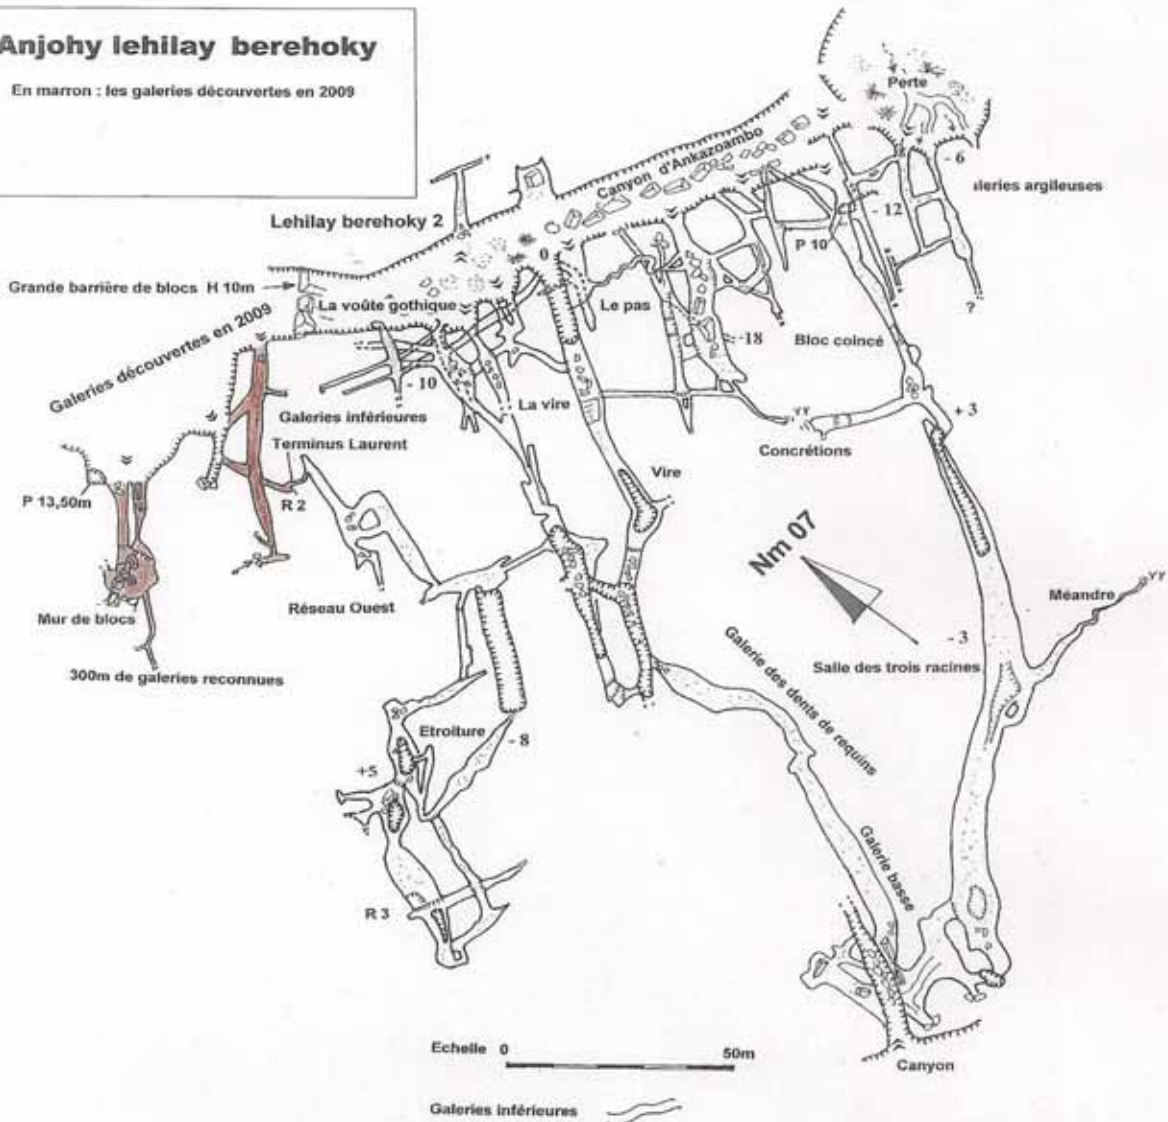 Anjohy lehilay berehoky
En marron : les galeries découvertes en 2009
Perte
- 6
leries argileuses
Canyon d'Ankazoambo
- 12
Lehilay berehoky 2
P 10
0
Grande barrière de blocs H 10m
La voûte gothique
Le pas
?
Galeries découvertes en 2009
-18
Bloc coincé
- 10
La vire
+ 3
Galeries inférieures
Terminus Laurent
Concrétions
Vire
P 13,50m
R 2
Nm 07
Méandre
Réseau Ouest
Mur de blocs
- 3
Salle des trois racines
300m de galeries reconnues
Galerie des dents de requins
Etroiture
- 8
+5
Galerie basse
R 3
Echelle 0 50m
Canyon
Galeries inférieures